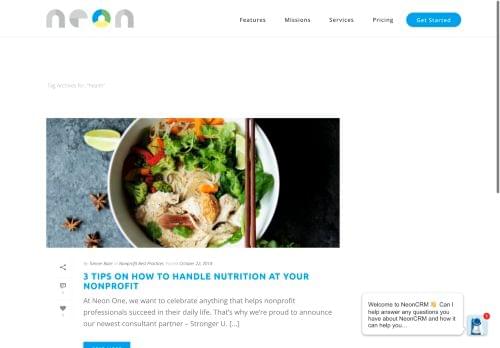 neon
Features Missions Services Pricing Get Started
Tag Archives for: "health"
By Tanner Boie In Nonprofit Best Practices Posted October 23, 2018
3 TIPS ON HOW TO HANDLE NUTRITION AT YOUR
NONPROFIT
At Neon One, we want to celebrate anything that helps nonprofit
professionals succeed in their daily life. That's why we're proud to announce
our newest consultant partner – Stronger U. [...]
Welcome to NeonCRM 👋 Can I
help answer any questions you
have about NeonCRM and how it
can help you...
1